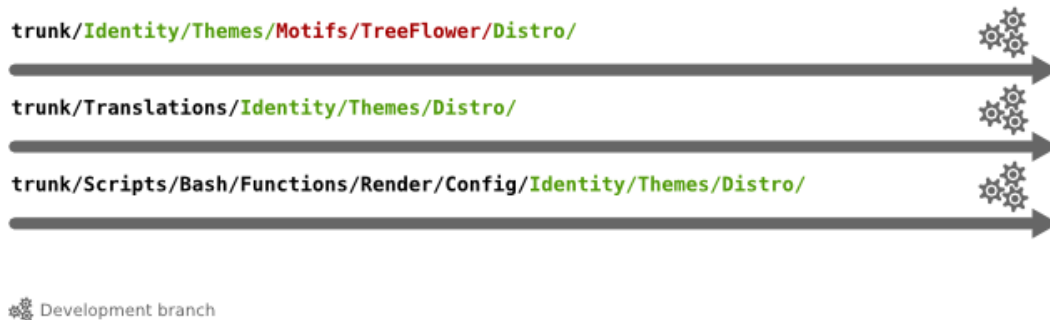 trunk/Identity/Themes/Motifs/TreeFlower/Distro/
trunk/Translations/Identity/Themes/Distro/
trunk/Scripts/Bash/Functions/Render/Config/Identity/Themes/Distro/
Development branch